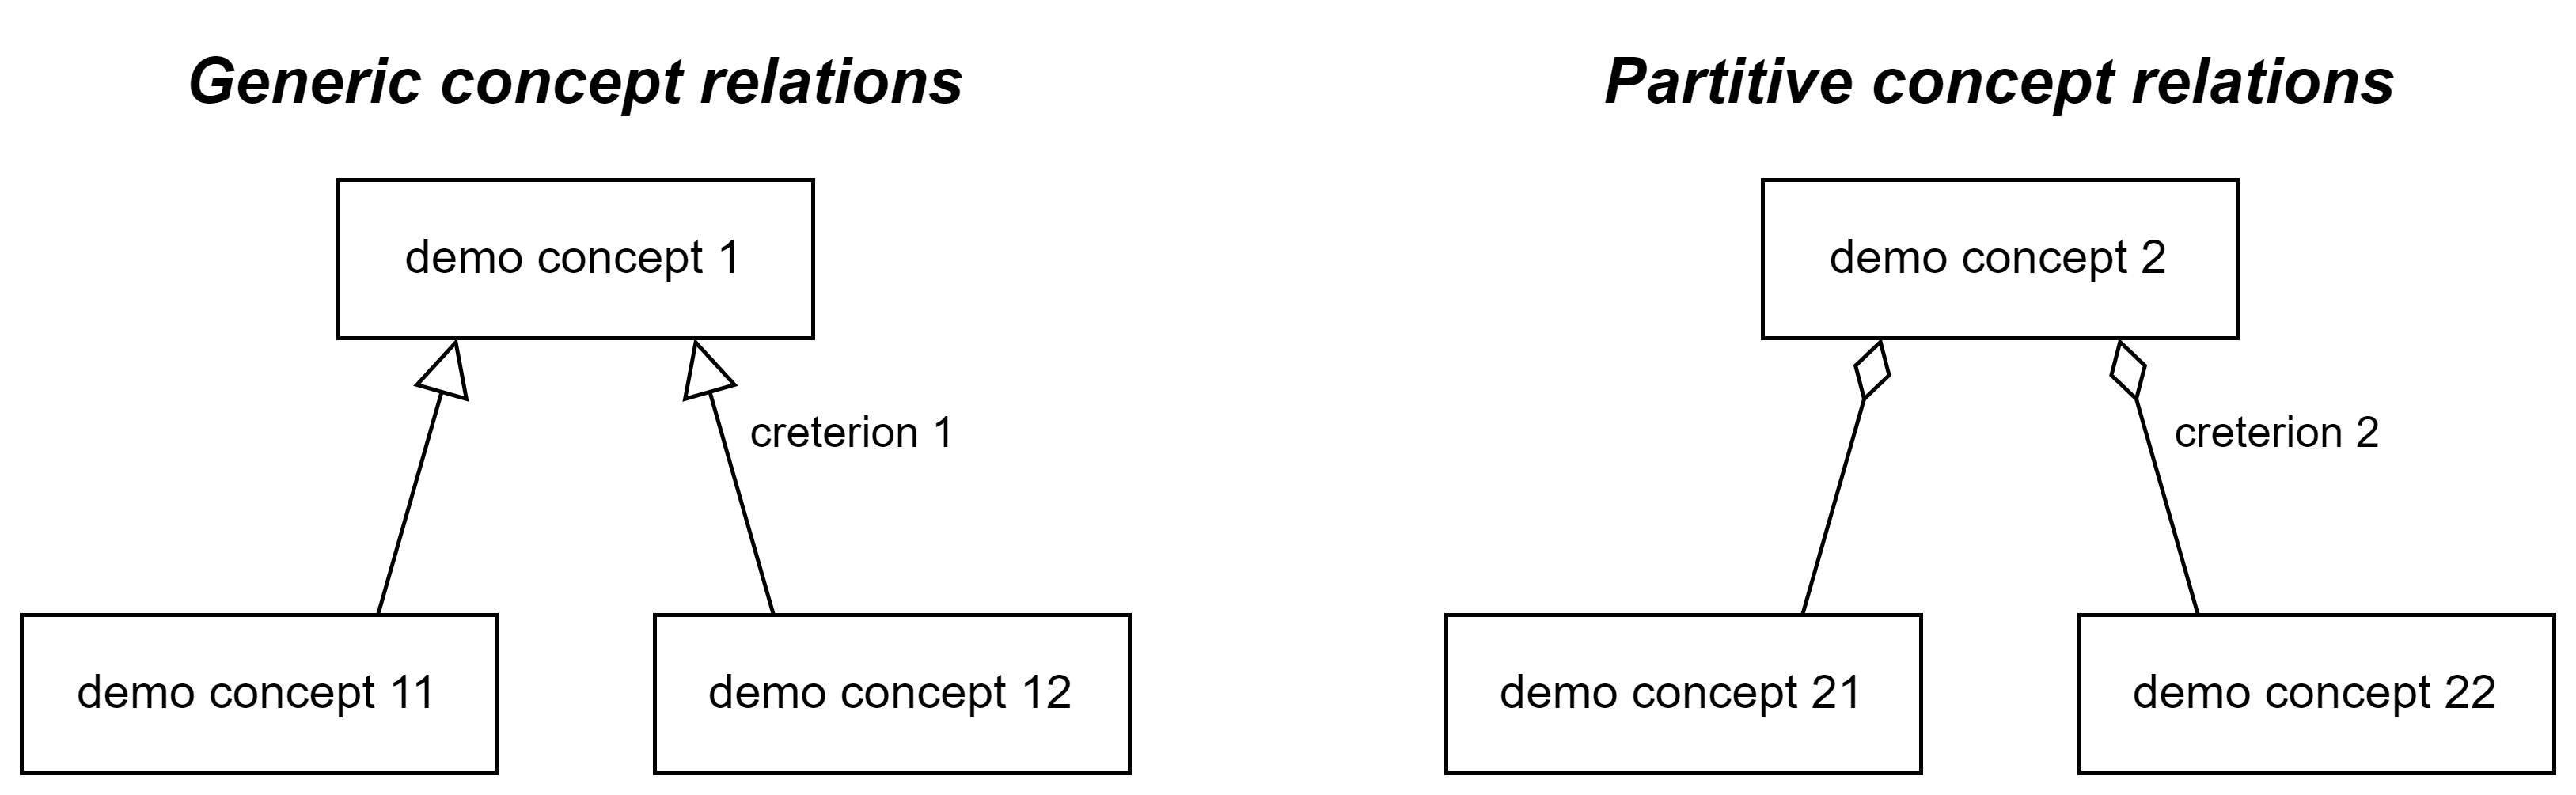 Generic concept relations
demo concept 1
creterion 1
demo concept 11
demo concept 12
Partitive concept relations
demo concept 2
creterion 2
demo concept 21
demo concept 22